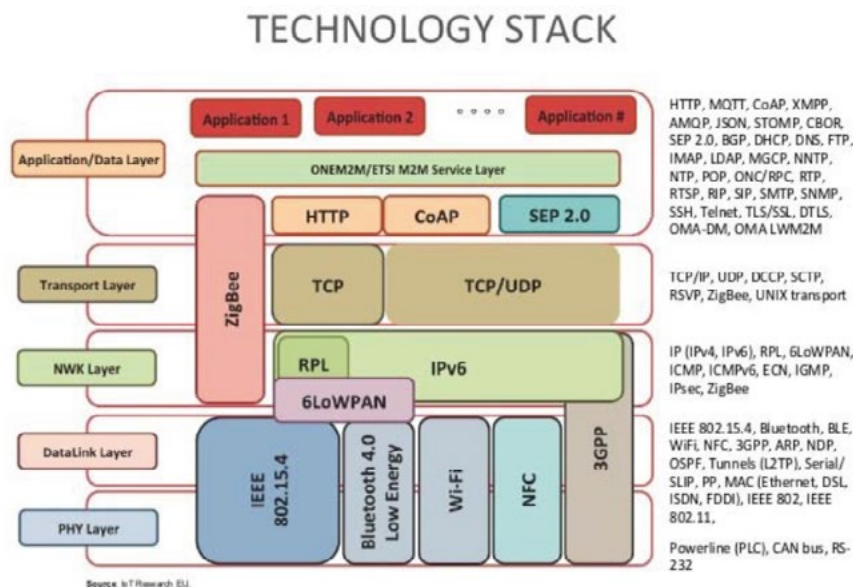 TECHNOLOGY STACK
Application/Data Layer
Application 1
Application 2
Application #
ONEM2M/ETSI M2M Service Layer
HTTP
CoAP
SEP 2.0
HTTP, MQTT, CoAP, XMPP,
AMQP, JSON, STOMP, CBOR,
SEP 2.0, BGP, DHCP, DNS, FTP,
IMAP, LDAP, MGCP, NNTP,
NTP, POP, ONC/RPC, RTP,
RTSP, RIP, SIP, SMTP, SNMP,
SSH, Telnet, TLS/SSL, DTLS,
OMA-DM, OMA LWM2M
ZigBee
Transport Layer
TCP
TCP/UDP
TCP/IP, UDP, DCCP, SCTP,
RSVP, ZigBee, UNIX transport
NWK Layer
RPL
IPv6
6LoWPAN
IP (IPv4, IPv6), RPL, 6LoWPAN,
ICMP, ICMPv6, ECN, IGMP,
IPsec, ZigBee
DataLink Layer
IEEE
802.15.4
Bluetooth 4.0
Low Energy
Wi-Fi
NFC
3GPP
IEEE 802.15.4, Bluetooth, BLE,
WiFi, NFC, 3GPP, ARP, NDP,
OSPF, Tunnels (L2TP), Serial/
SLIP, PP, MAC (Ethernet, DSL,
ISDN, FDDI), IEEE 802, IEEE
802.11,
PHY Layer
Powerline (PLC), CAN bus, RS-
232
Source: IoT Research EU.